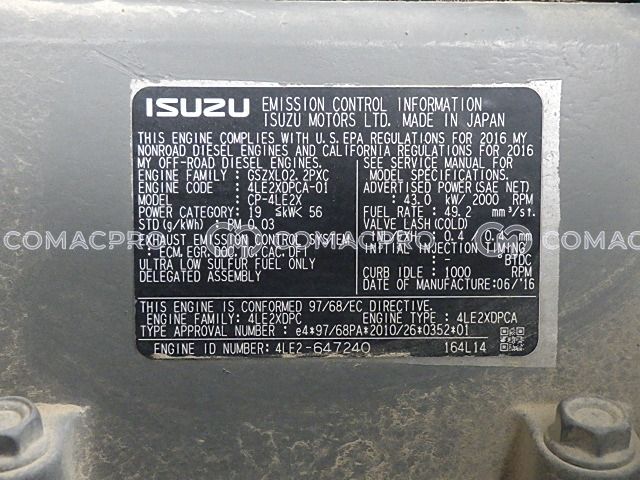 ISUZU EMISSION CONTROL INFORMATION
ISUZU MOTORS LTD. MADE IN JAPAN
THIS ENGINE COMPLIES WITH U.S. EPA REGULATIONS FOR 2016 MY
NONROAD DIESEL ENGINES AND CALIFORNIA REGULATIONS FOR 2016
MY OFF-ROAD DIESEL ENGINES.
ENGINE FAMILY : GSZXL02.2PXC
ENGINE CODE : 4LE2XDPCA-01
MODEL : CP-4LE2X
POWER CATEGORY: 19 ≤kW< 56
STD (g/kWh) : PM 0.03
EXHAUST EMISSION CONTROL SYSTEM
: ECM, EGR, DOC, TC, CAC, DFI
ULTRA LOW SULFUR FUEL ONLY
DELEGATED ASSEMBLY
SEE SERVICE MANUAL FOR
MODEL SPECIFICATIONS.
ADVERTISED POWER (SAE NET)
: 43.0 kW/ 2000 RPM
FUEL RATE : 49.2 mm³/st.
VALVE LASH (COLD)
: IN. 0.4 mm
INITIAL INJECTION TIMING
: - °BTDC
CURB IDLE : 1000 RPM
DATE OF MANUFACTURE:06/'16
THIS ENGINE IS CONFORMED 97/68/EC DIRECTIVE.
ENGINE FAMILY : 4LE2XDPC ENGINE TYPE : 4LE2XDPCA
TYPE APPROVAL NUMBER : e4*97/68PA*2010/26*0352*01
ENGINE ID NUMBER: 4LE2-647240 164L14
COMACPRO COMACPRO COMACPRO COMACPRO